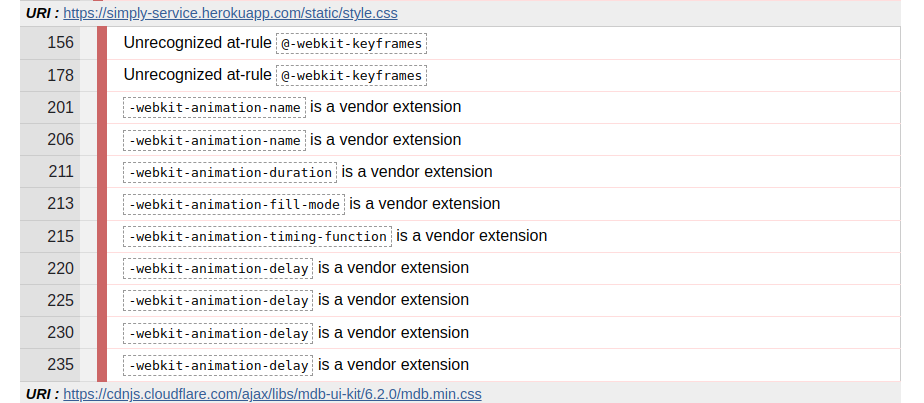 URI : https://simply-service.herokuapp.com/static/style.css
156 Unrecognized at-rule @-webkit-keyframes
178 Unrecognized at-rule @-webkit-keyframes
201 -webkit-animation-name is a vendor extension
206 -webkit-animation-name is a vendor extension
211 -webkit-animation-duration is a vendor extension
213 -webkit-animation-fill-mode is a vendor extension
215 -webkit-animation-timing-function is a vendor extension
220 -webkit-animation-delay is a vendor extension
225 -webkit-animation-delay is a vendor extension
230 -webkit-animation-delay is a vendor extension
235 -webkit-animation-delay is a vendor extension
URI : https://cdnjs.cloudflare.com/ajax/libs/mdb-ui-kit/6.2.0/mdb.min.css